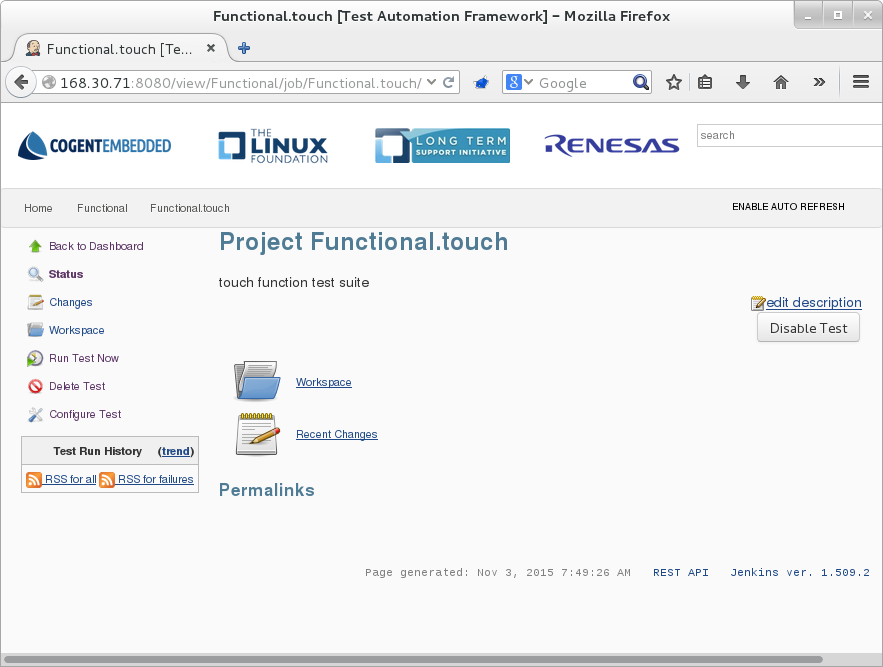 Functional.touch [Test Automation Framework] – Mozilla Firefox
Functional.touch [Te...
168.30.71:8080/view/Functional/job/Functional.touch/
Google
COGENTEMBEDDED
THE
LINUX
FOUNDATION
LONG TERM
SUPPORT INITIATIVE
RENESAS
search
Home
Functional
Functional.touch
ENABLE AUTO REFRESH
Back to Dashboard
Status
Changes
Workspace
Run Test Now
Delete Test
Configure Test
Test Run History (trend)
RSS for all RSS for failures
Project Functional.touch
touch function test suite
edit description
Disable Test
Workspace
Recent Changes
Permalinks
Page generated: Nov 3, 2015 7:49:26 AM REST API Jenkins ver. 1.509.2